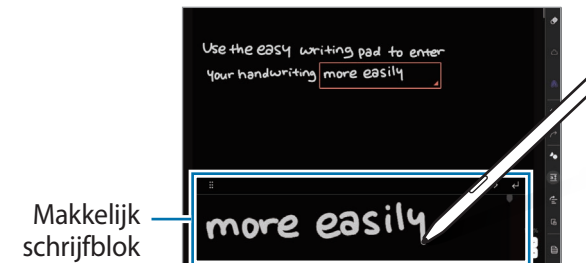 Use the easy writing pad to enter
your handwriting more easily
more easily
Makkelijk
schrijfblok